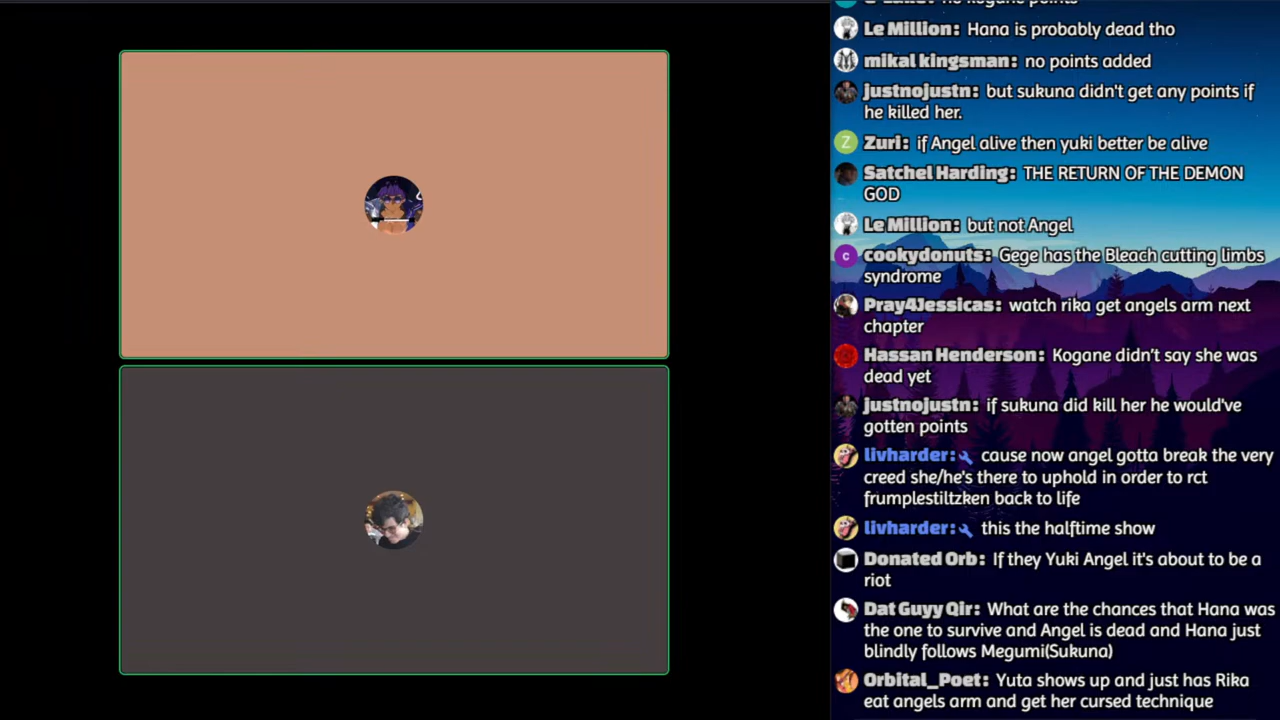 Le Million: Hana is probably dead tho
mikal kingsman: no points added
justnojustn: but sukuna didn't get any points if
he killed her.
Z Zuri: if Angel alive then yuki better be alive
Satchel Harding: THE RETURN OF THE DEMON
GOD
Le Million: but not Angel
c cookydonuts: Gege has the Bleach cutting limbs
syndrome
Pray4Jessicas: watch rika get angels arm next
chapter
Hassan Henderson: Kogane didn't say she was
dead yet
justnojustn: if sukuna did kill her he would've
gotten points
livharder: cause now angel gotta break the very
creed she/he's there to uphold in order to rct
frumplestiltzken back to life
livharder: this the halftime show
Donated Orb: If they Yuki Angel it's about to be a
riot
Dat Guyy Qir: What are the chances that Hana was
the one to survive and Angel is dead and Hana just
blindly follows Megumi(Sukuna)
Orbital_Poet: Yuta shows up and just has Rika
eat angels arm and get her cursed technique